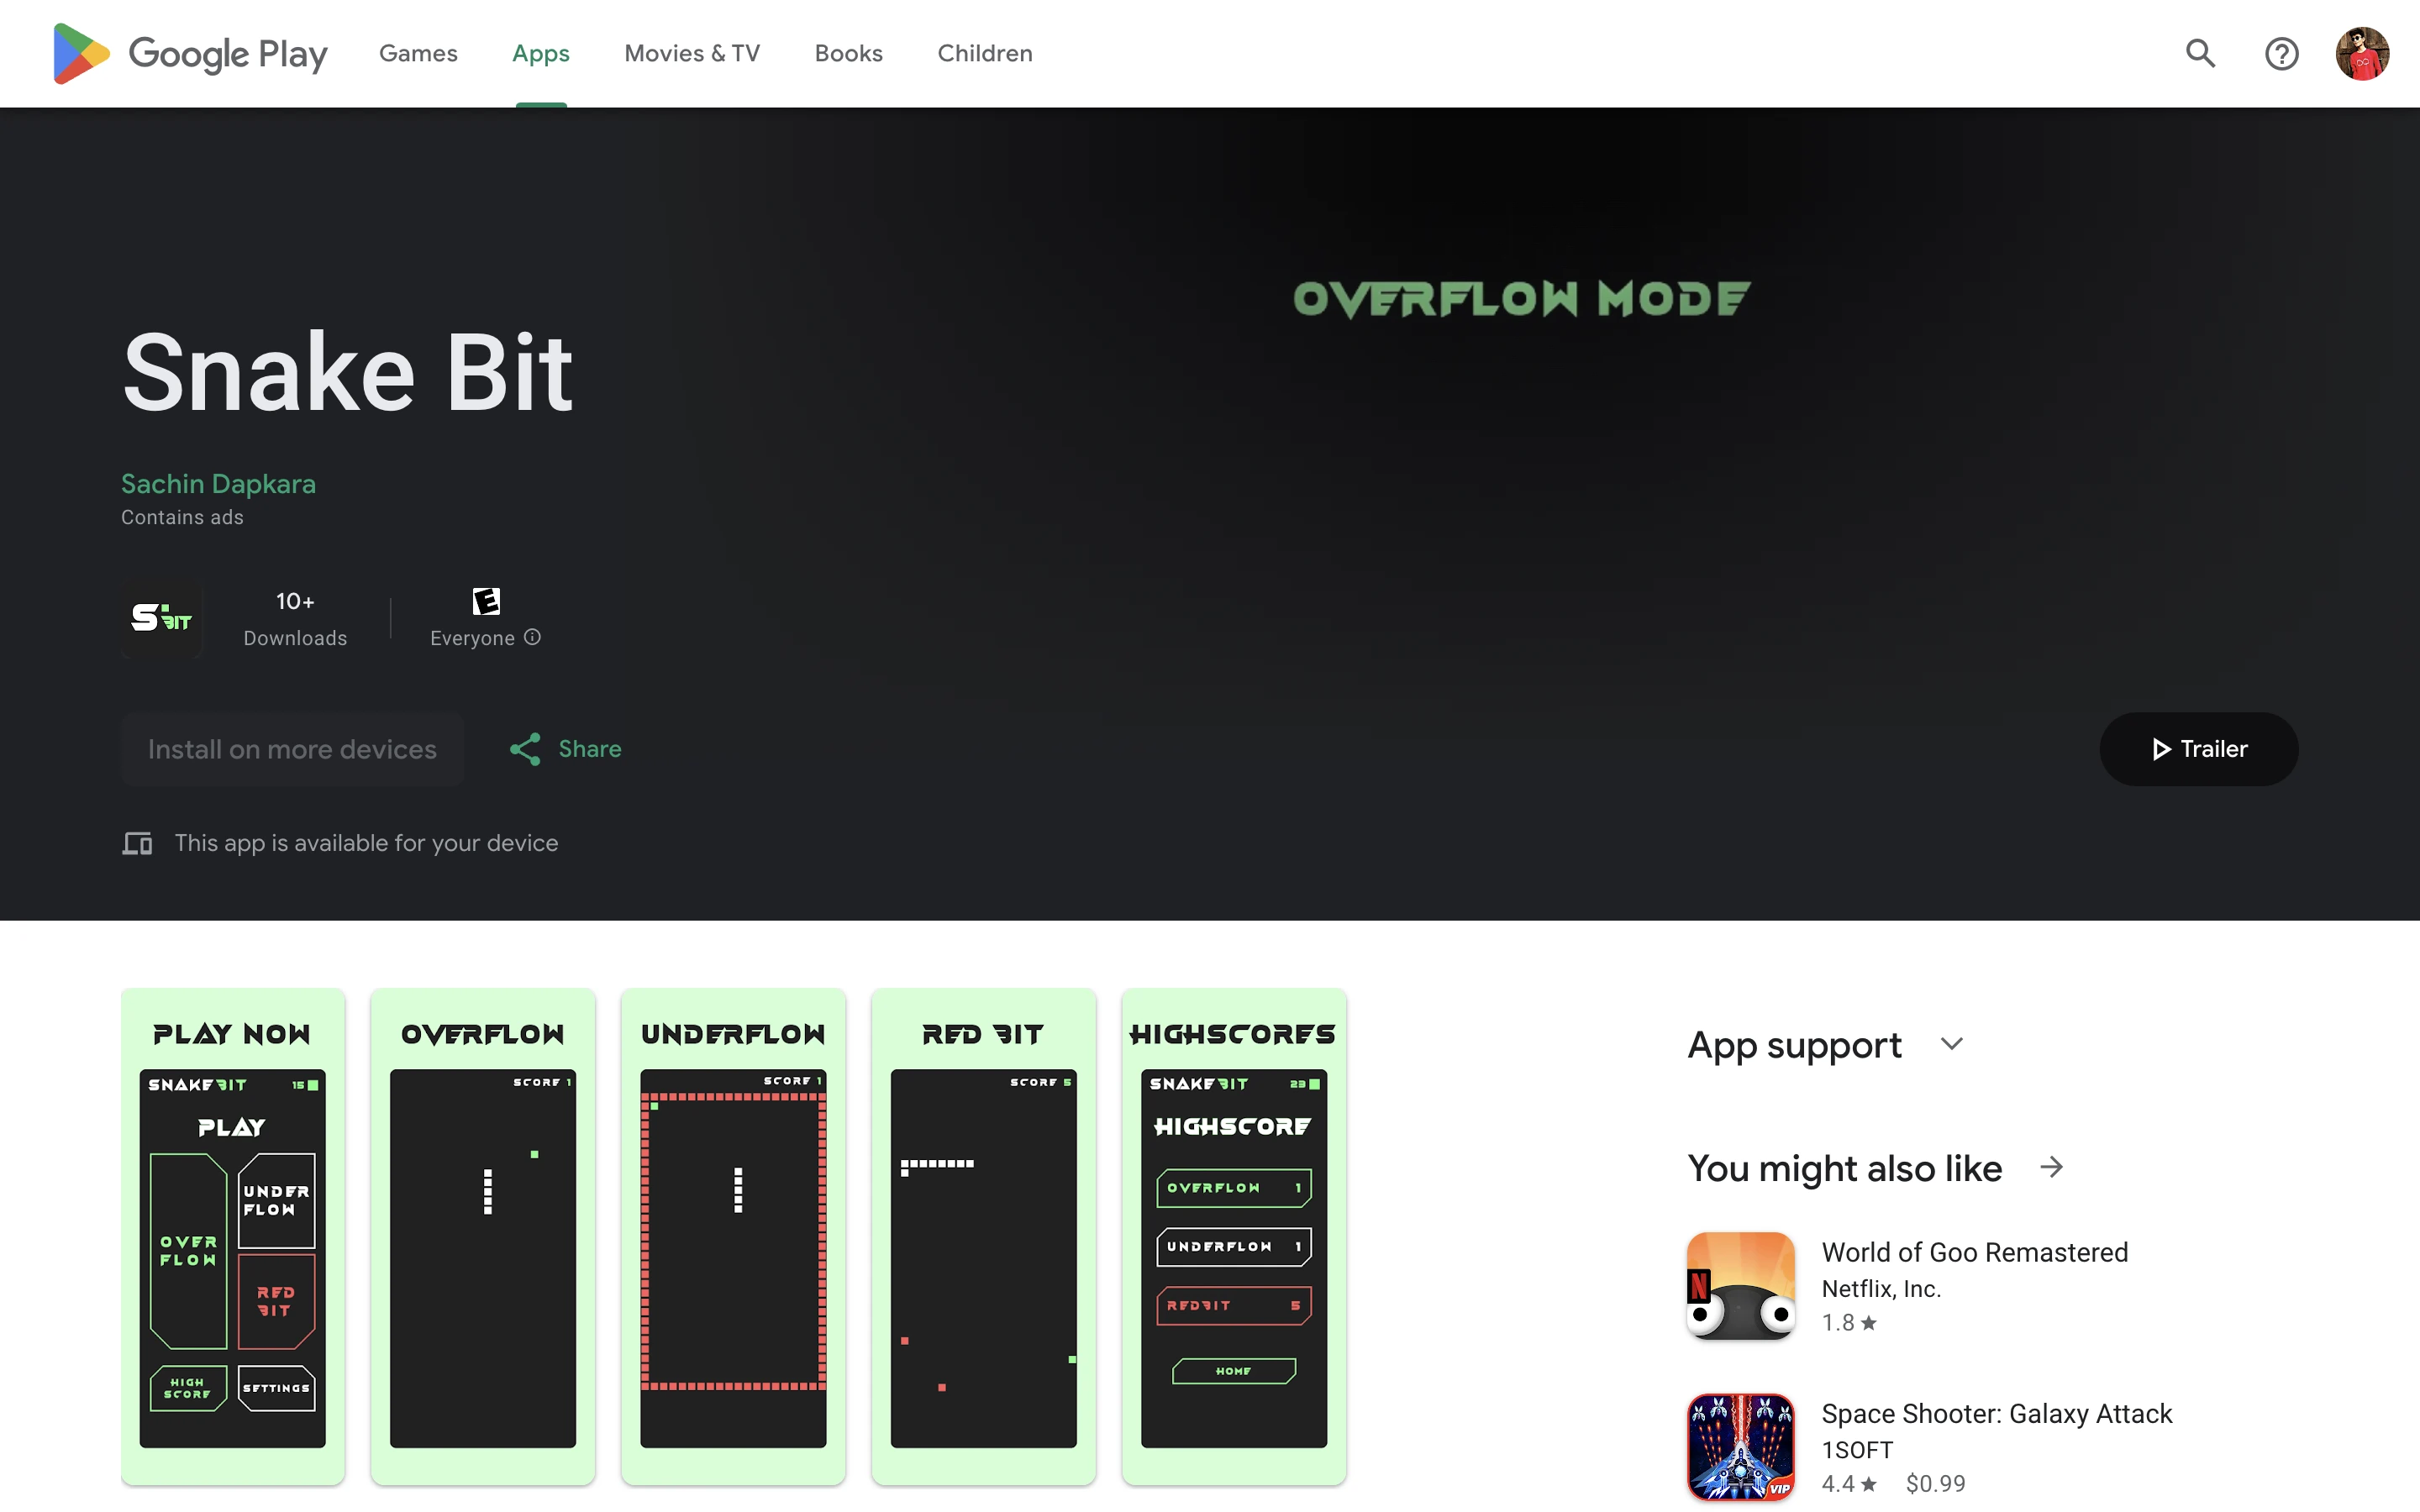 Google Play Games Apps Movies & TV Books Children
OVERFLOW MODE
Snake Bit
Sachin Dapkara
Contains ads
S BIT
10+
Downloads
E
Everyone
Install on more devices
Share
Trailer
This app is available for your device
PLAY NOW
SNAKEBIT 15
PLAY
OVER
FLOW
UNDER
FLOW
RED
BIT
HIGH
SCORE
SETTINGS
OVERFLOW
SCORE 1
UNDERFLOW
SCORE 1
RED BIT
SCORE 5
HIGHSCORES
SNAKEBIT 23
HIGHSCORE
OVERFLOW 1
UNDERFLOW 1
REDBIT 5
HOME
App support
You might also like
N
World of Goo Remastered
Netflix, Inc.
1.8
VIP
Space Shooter: Galaxy Attack
1SOFT
4.4 $0.99